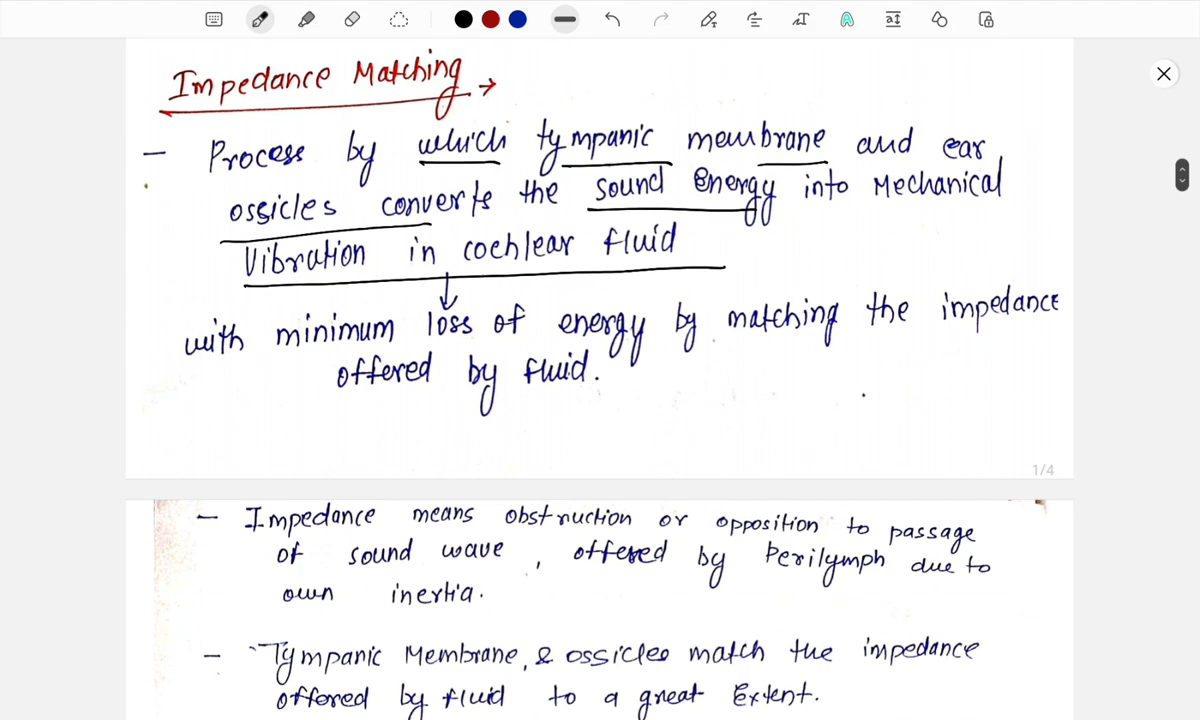 Impedance Matching →
- Process by which tympanic membrane and ear
ossicles converts the sound energy into Mechanical
Vibration in cochlear fluid
↓
with minimum loss of energy by matching the impedance
offered by fluid.
1/4
- Impedance means obstruction or opposition to passage
of sound wave, offered by Perilymph due to
own inertia.
- Tympanic Membrane, & ossicles match the impedance
offered by fluid to a great Extent.